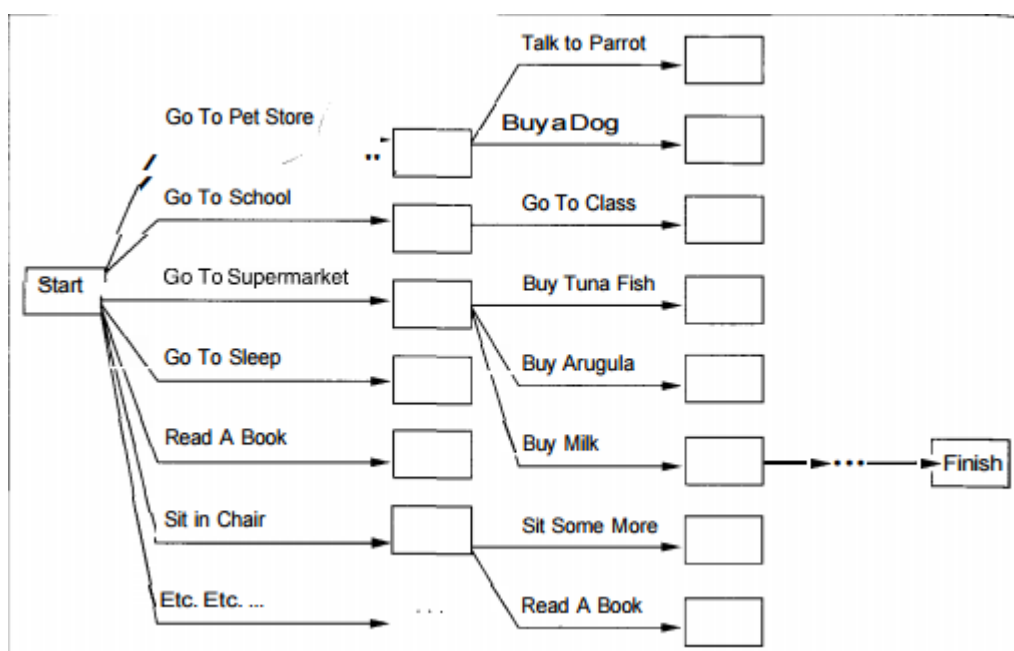 Talk to Parrot
Go To Pet Store
Buy a Dog
Go To School
Go To Class
Start
Go To Supermarket
Buy Tuna Fish
Go To Sleep
Buy Arugula
Read A Book
Buy Milk
...
Finish
Sit in Chair
Sit Some More
Etc. Etc. ...
...
Read A Book